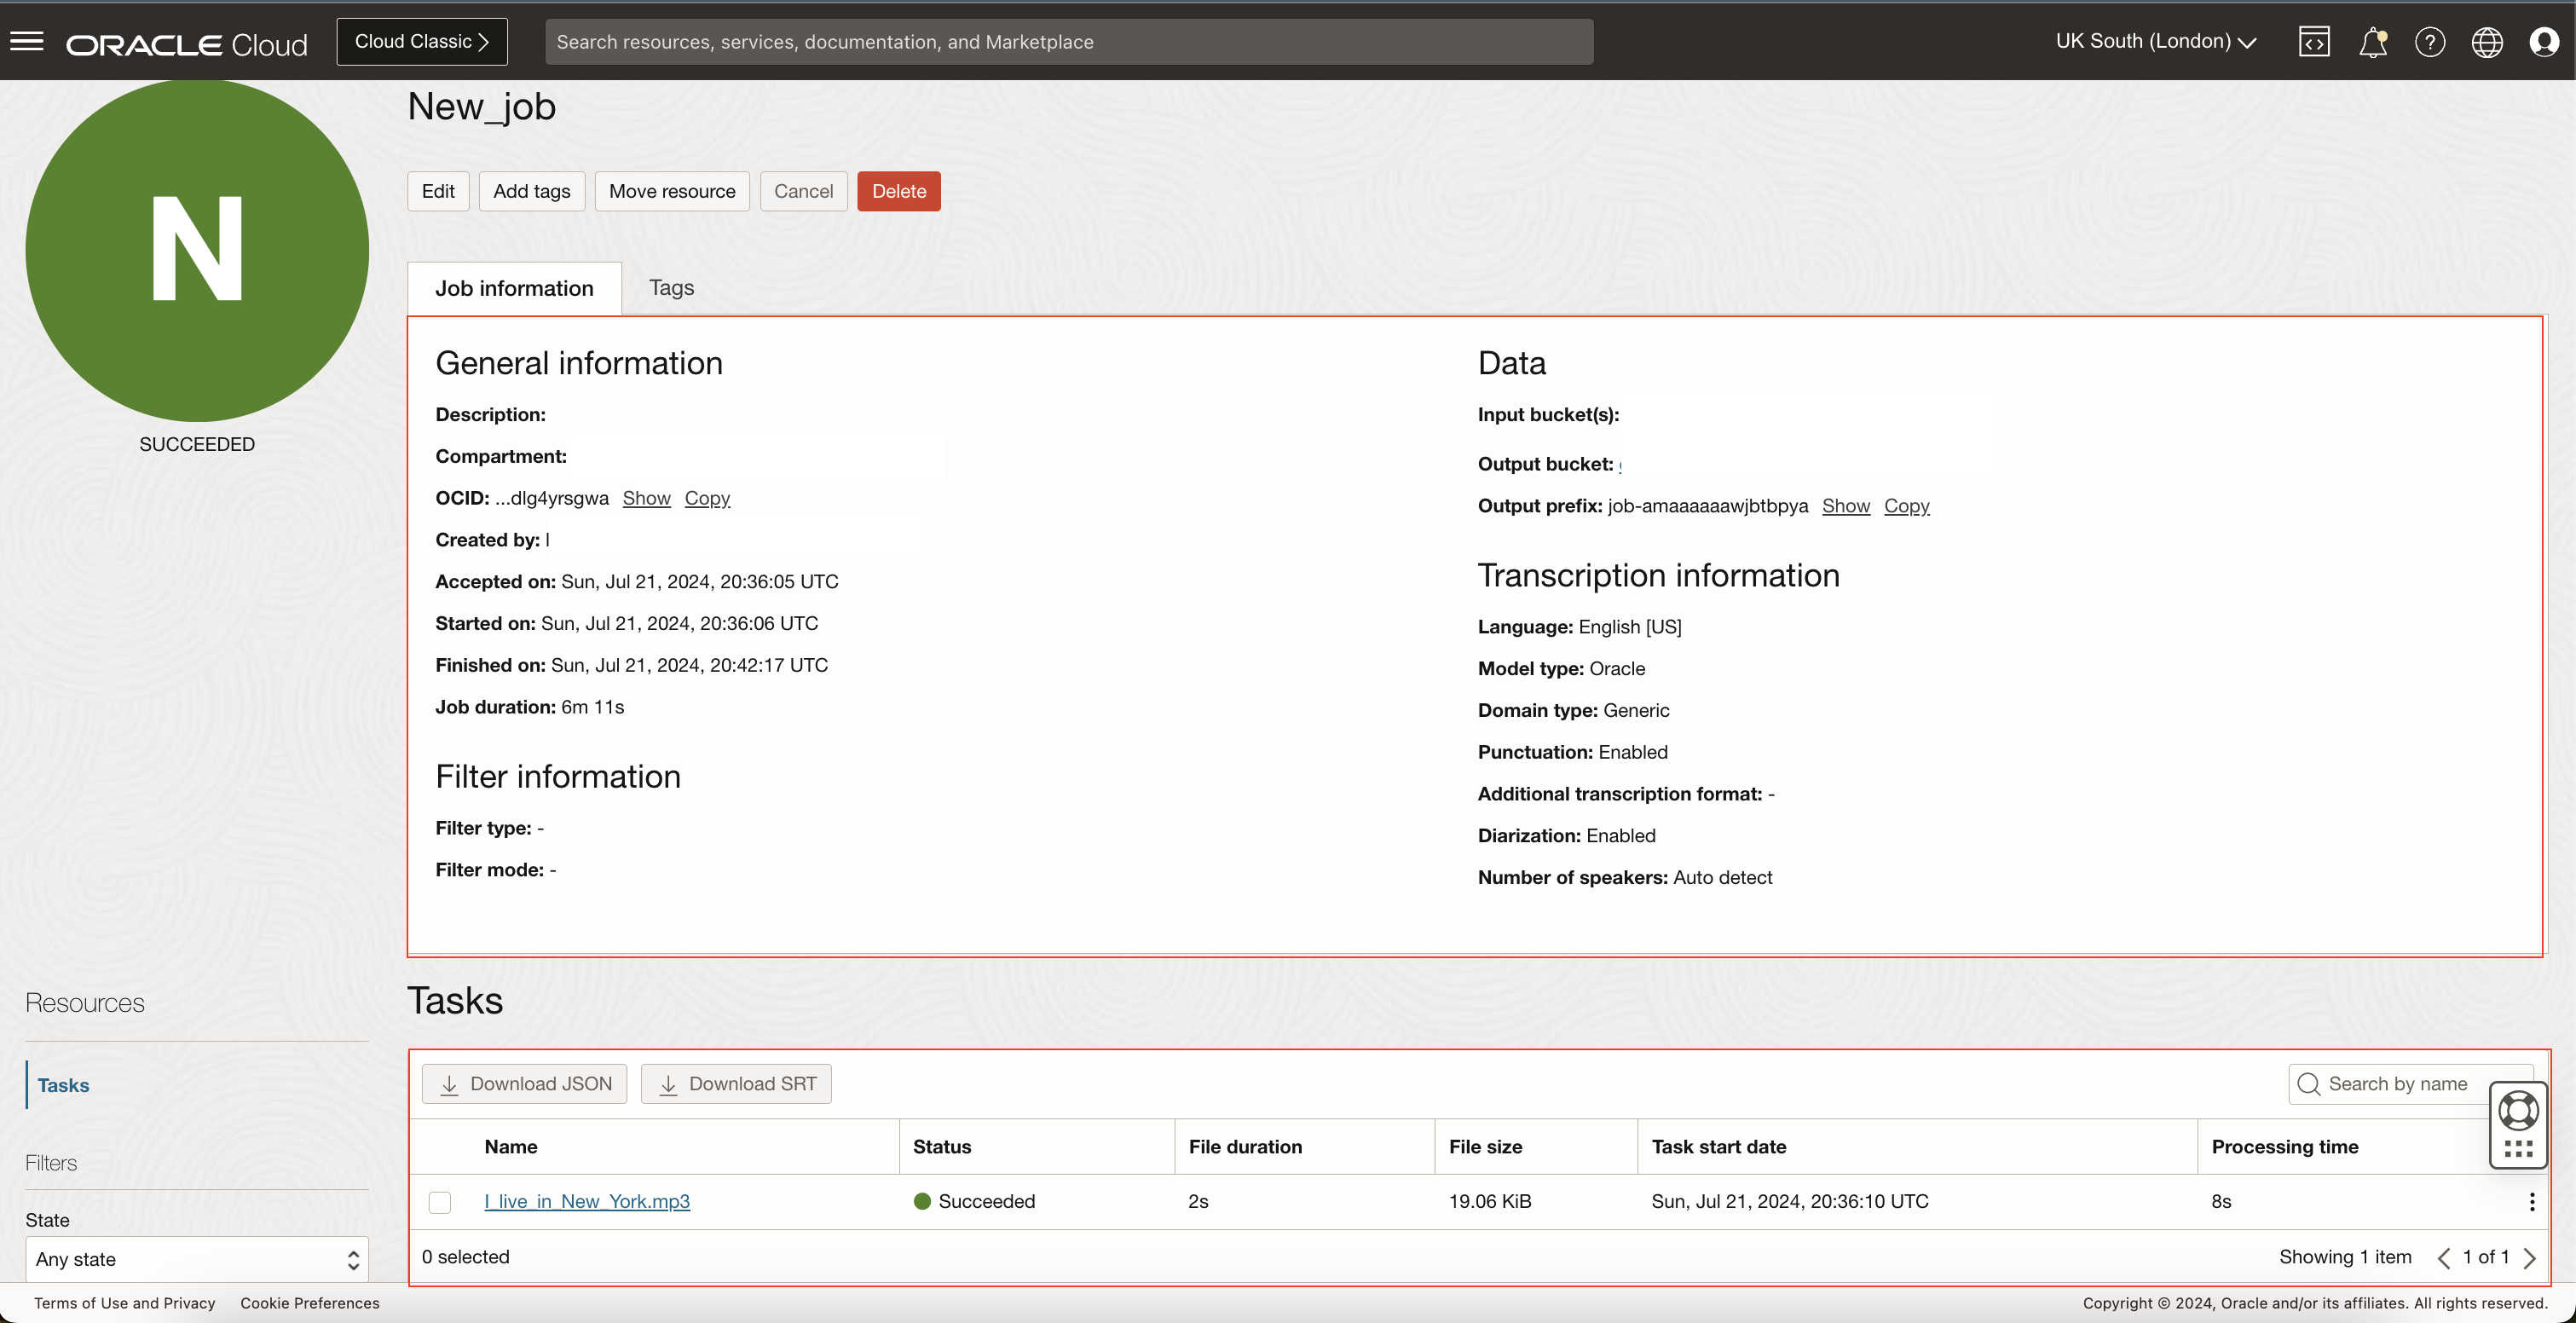 ORACLE Cloud
Cloud Classic
Search resources, services, documentation, and Marketplace
UK South (London)
N
SUCCEEDED
New_job
Edit
Add tags
Move resource
Cancel
Delete
Job information
Tags
General information
Description:
Compartment:
OCID: ...dlg4yrsgwa Show Copy
Created by:
Accepted on: Sun, Jul 21, 2024, 20:36:05 UTC
Started on: Sun, Jul 21, 2024, 20:36:06 UTC
Finished on: Sun, Jul 21, 2024, 20:42:17 UTC
Job duration: 6m 11s
Filter information
Filter type: -
Filter mode: -
Data
Input bucket(s):
Output bucket:
Output prefix: job-amaaaaaawjbtbpya Show Copy
Transcription information
Language: English [US]
Model type: Oracle
Domain type: Generic
Punctuation: Enabled
Additional transcription format: -
Diarization: Enabled
Number of speakers: Auto detect
Resources
Tasks
Filters
State
Any state
Tasks
Download JSON
Download SRT
Search by name
Name Status File duration File size Task start date Processing time
I_live_in_New_York.mp3 Succeeded 2s 19.06 KiB Sun, Jul 21, 2024, 20:36:10 UTC 8s
0 selected
Showing 1 item
1 of 1
Terms of Use and Privacy
Cookie Preferences
Copyright © 2024, Oracle and/or its affiliates. All rights reserved.